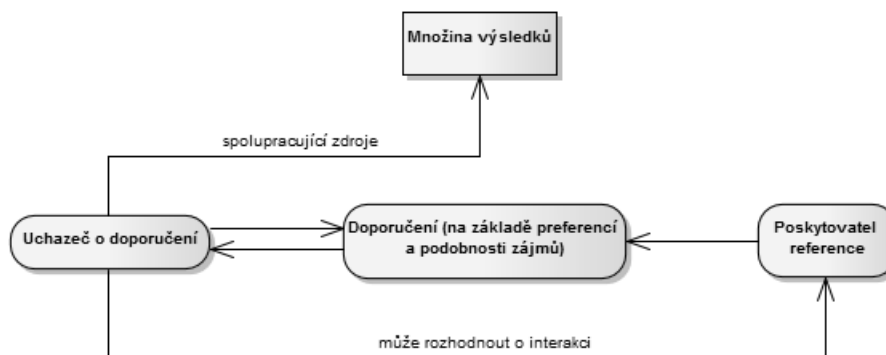 Množina výsledků
spolupracující zdroje
Uchazeč o doporučení
Doporučení (na základě preferencí
a podobnosti zájmů)
Poskytovatel
reference
může rozhodnout o interakci